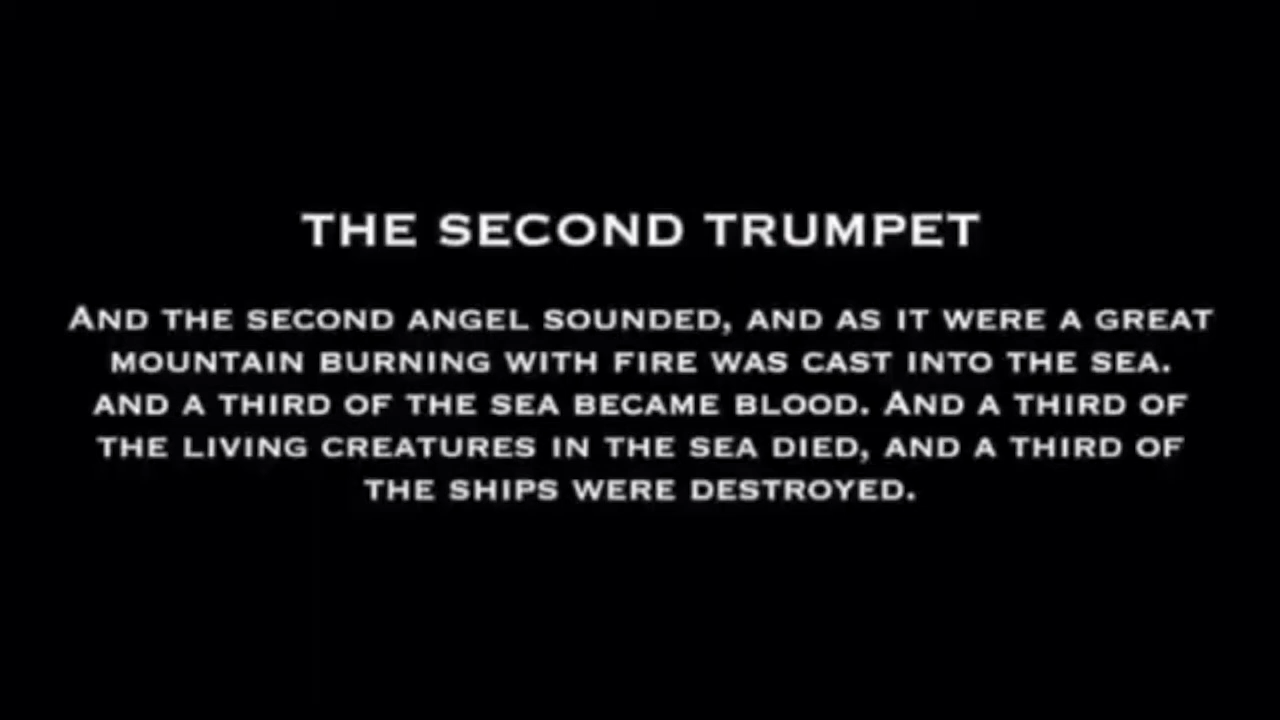 THE SECOND TRUMPET
AND THE SECOND ANGEL SOUNDED, AND AS IT WERE A GREAT
MOUNTAIN BURNING WITH FIRE WAS CAST INTO THE SEA.
AND A THIRD OF THE SEA BECAME BLOOD. AND A THIRD OF
THE LIVING CREATURES IN THE SEA DIED, AND A THIRD OF
THE SHIPS WERE DESTROYED.